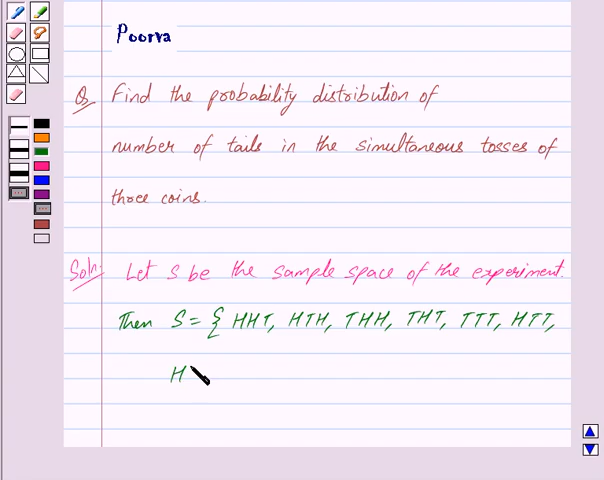 Poorva
Q Find the probability distribution of
number of tails in the simultaneous tosses of
three coins.
Soln: Let S be the sample space of the experiment.
Then S = { HHT, HTH, THH, THT, TTT, HTT,
H